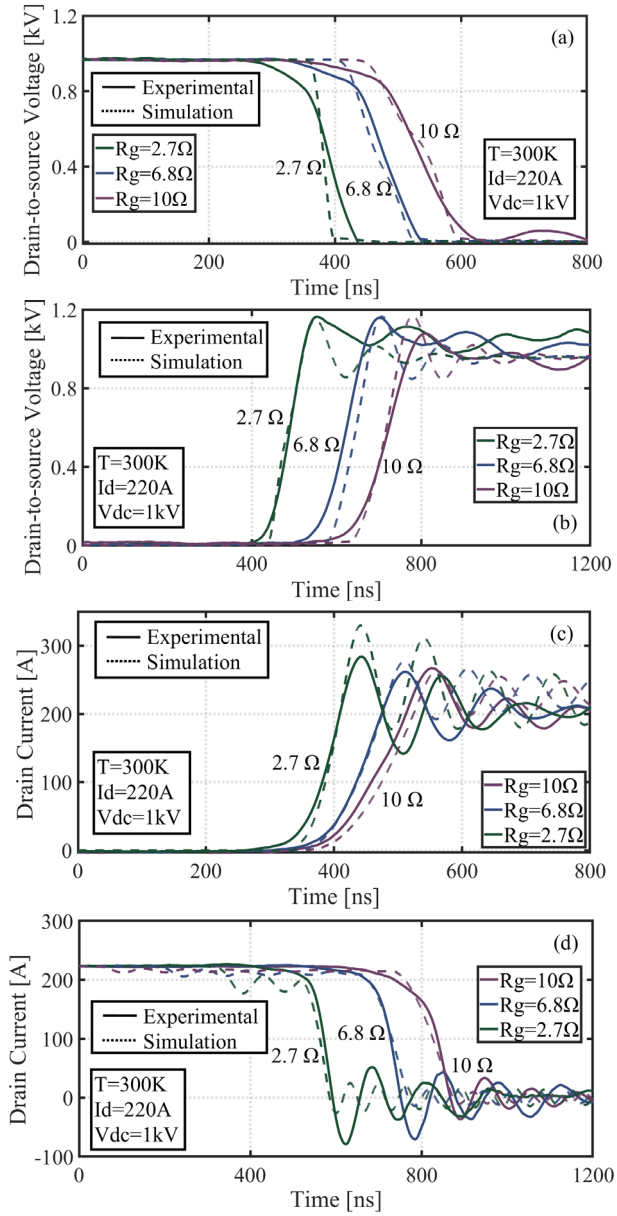 Drain-to-source Voltage [kV]
1.2
0.9
0.4
0
(a)
Experimental
Simulation
Rg=2.7Ω
Rg=6.8Ω
Rg=10Ω
2.7 Ω
6.8 Ω
10 Ω
T=300K
Id=220A
Vdc=1kV
0 200 400 600 800
Time [ns]
Drain-to-source Voltage [kV]
1.2
0.9
0.4
0
Experimental
Simulation
2.7 Ω
6.8 Ω
10 Ω
T=300K
Id=220A
Vdc=1kV
Rg=2.7Ω
Rg=6.8Ω
Rg=10Ω
(b)
0 200 400 600 800 1200
Time [ns]
Drain Current [A]
300
200
100
0
(c)
Experimental
Simulation
2.7 Ω
10 Ω
T=300K
Id=220A
Vdc=1kV
Rg=10Ω
Rg=6.8Ω
Rg=2.7Ω
0 200 400 600 800
Time [ns]
Drain Current [A]
300
200
100
0
-100
(d)
Rg=10Ω
Rg=6.8Ω
Rg=2.7Ω
Experimental
Simulation
2.7 Ω
6.8 Ω
10 Ω
T=300K
Id=220A
Vdc=1kV
0 200 400 600 800 1200
Time [ns]